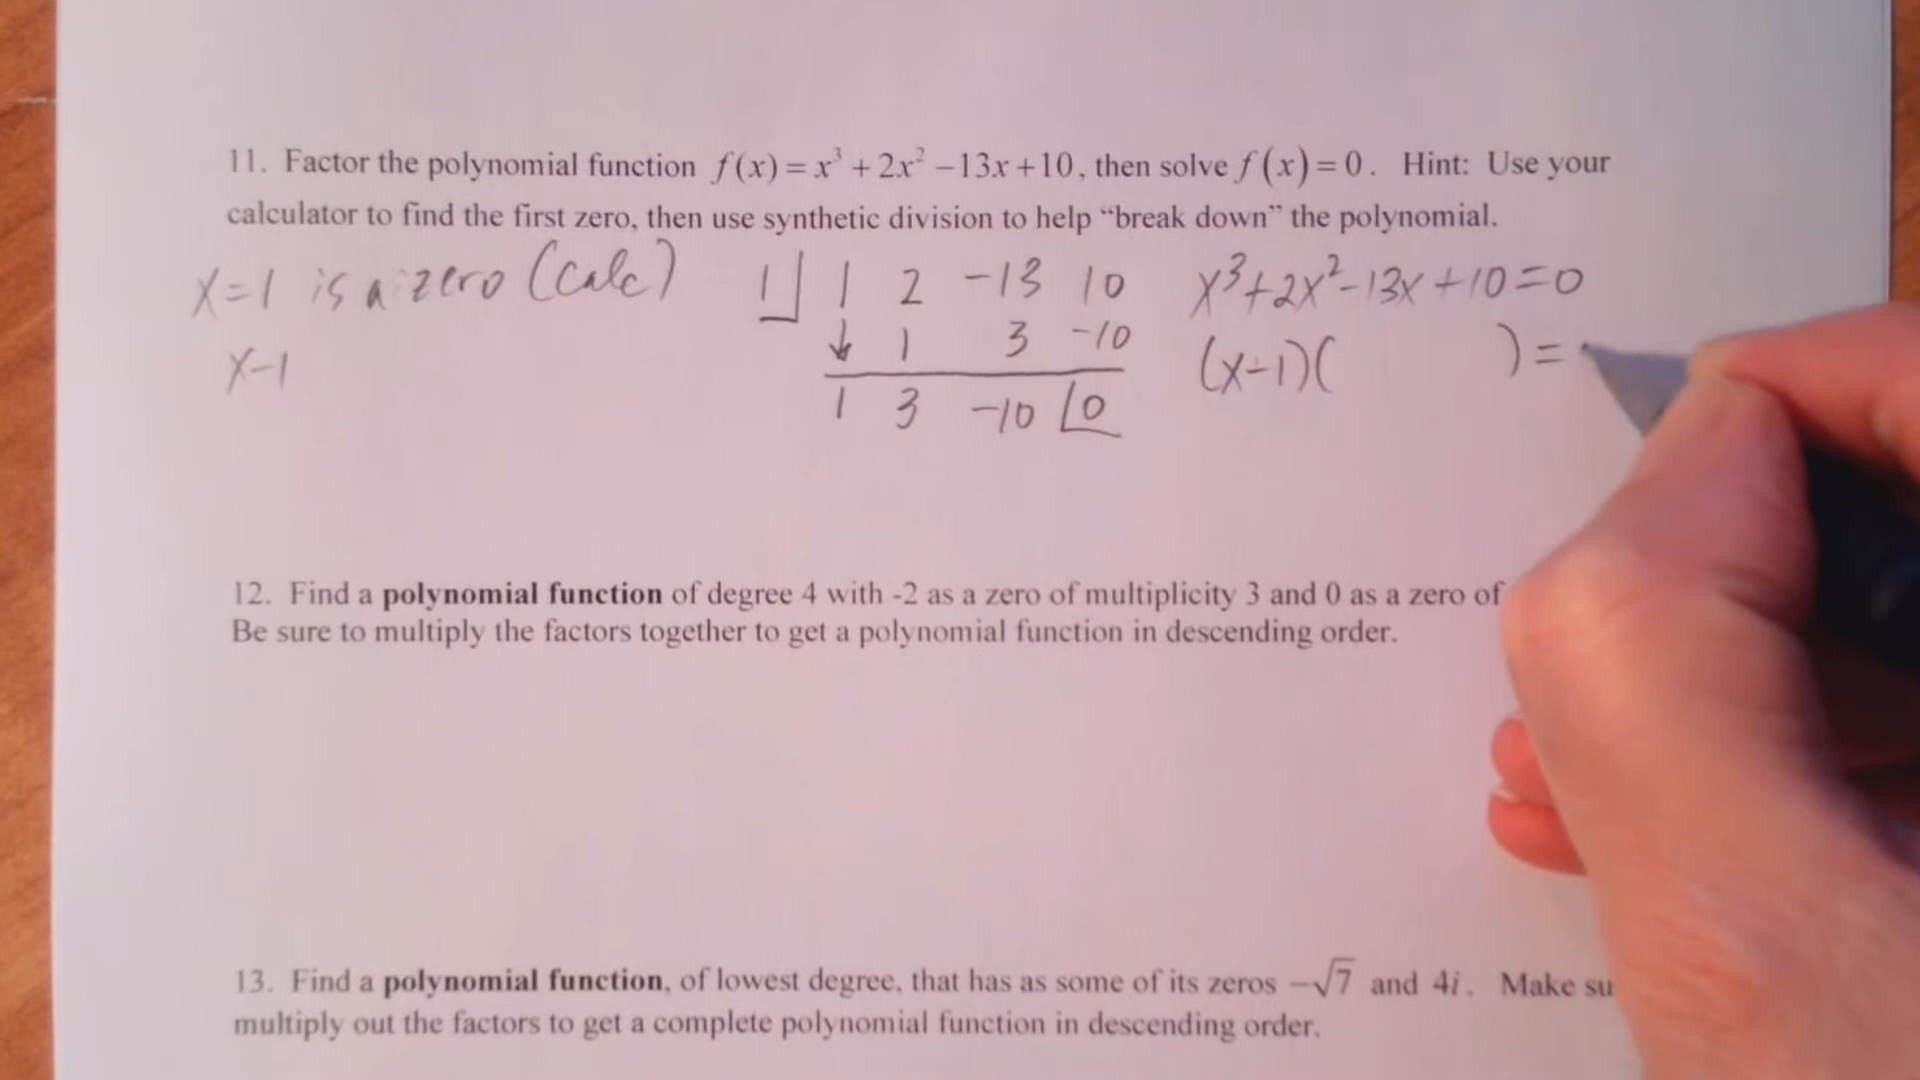 11. Factor the polynomial function f(x) = x³ + 2x² − 13x + 10, then solve f(x) = 0. Hint: Use your
calculator to find the first zero, then use synthetic division to help “break down” the polynomial.
x=1 is a zero (calc)
x-1
1 | 1 2 -13 10
↓ 1 3 -10
1 3 -10 0
x³+2x²-13x+10=0
(x-1)( ) =
12. Find a polynomial function of degree 4 with -2 as a zero of multiplicity 3 and 0 as a zero of
Be sure to multiply the factors together to get a polynomial function in descending order.
13. Find a polynomial function, of lowest degree, that has as some of its zeros −√7 and 4i. Make su
multiply out the factors to get a complete polynomial function in descending order.